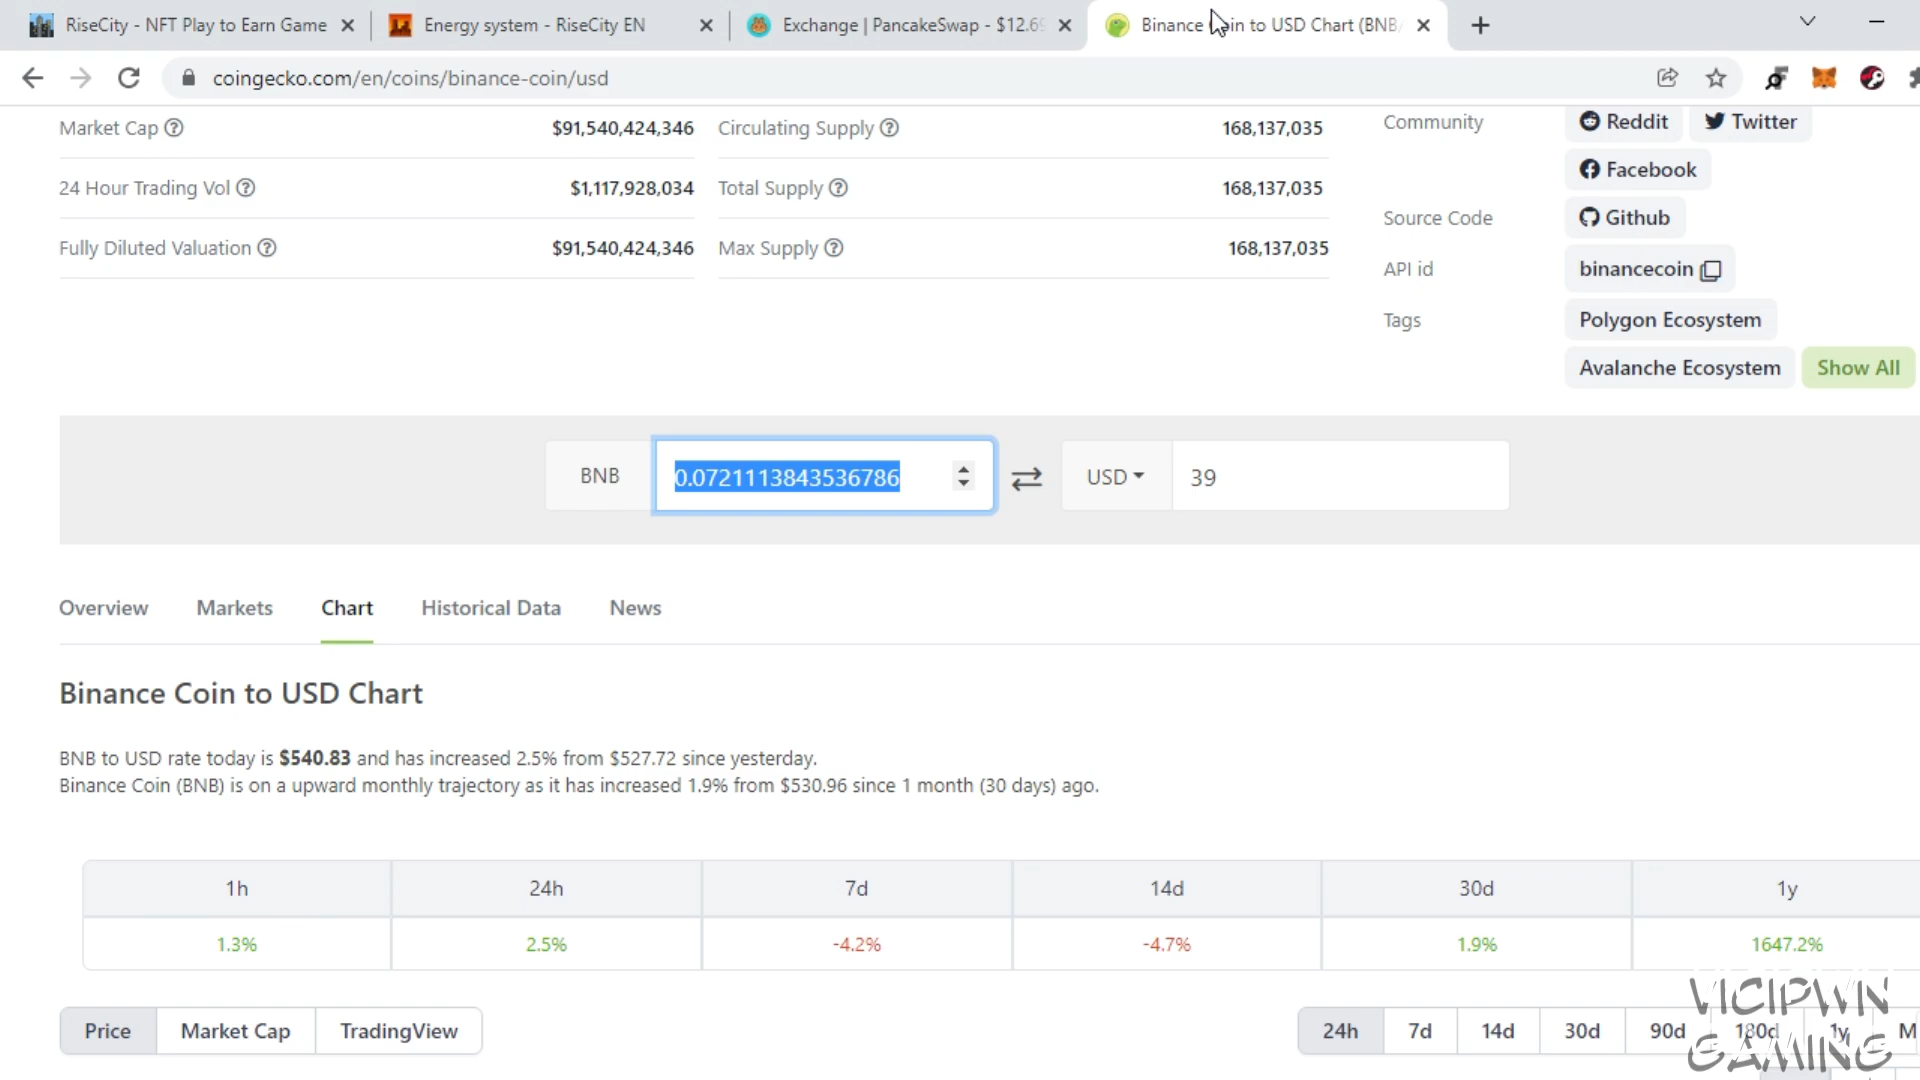 RiseCity - NFT Play to Earn Game
Energy system - RiseCity EN
Exchange | PancakeSwap - $12.69
Binance Coin to USD Chart (BNB/
coingecko.com/en/coins/binance-coin/usd
Market Cap $91,540,424,346 Circulating Supply 168,137,035
Community Reddit Twitter
Facebook
24 Hour Trading Vol $1,117,928,034 Total Supply 168,137,035
Source Code Github
Fully Diluted Valuation $91,540,424,346 Max Supply 168,137,035
API id binancecoin
Tags Polygon Ecosystem
Avalanche Ecosystem Show All
BNB 0.0721113843536786 USD 39
Overview Markets Chart Historical Data News
Binance Coin to USD Chart
BNB to USD rate today is $540.83 and has increased 2.5% from $527.72 since yesterday.
Binance Coin (BNB) is on a upward monthly trajectory as it has increased 1.9% from $530.96 since 1 month (30 days) ago.
1h 24h 7d 14d 30d 1y
1.3% 2.5% -4.2% -4.7% 1.9% 1647.2%
Price Market Cap TradingView 24h 7d 14d 30d 90d 180d 1y M
VICIPWN
GAMING